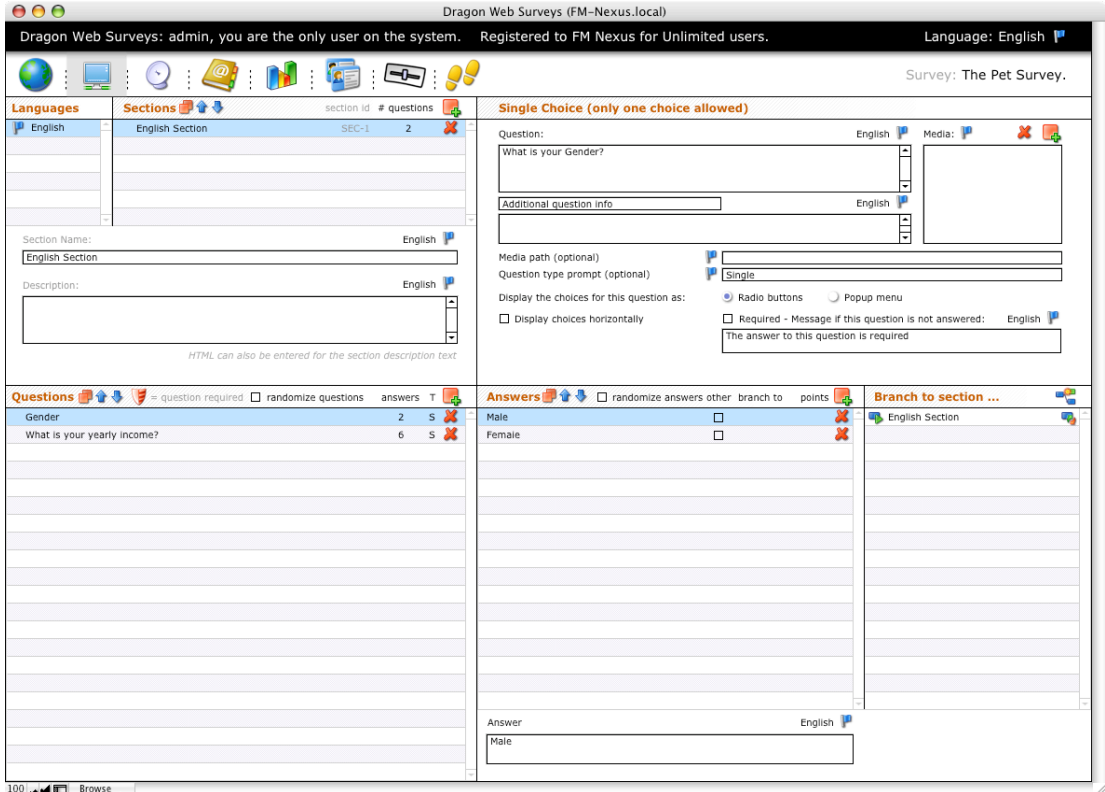 Dragon Web Surveys (FM-Nexus.local)
Dragon Web Surveys: admin, you are the only user on the system. Registered to FM Nexus for Unlimited users. Language: English
Survey: The Pet Survey.
Languages
English
Sections section id # questions
English Section SEC-1 2
Section Name: English
English Section
Description: English
HTML can also be entered for the section description text
Single Choice (only one choice allowed)
Question: English Media:
What is your Gender?
Additional question info English
Media path (optional)
Question type prompt (optional) Single
Display the choices for this question as: Radio buttons Popup menu
Display choices horizontally Required - Message if this question is not answered: English
The answer to this question is required
Questions = question required randomize questions answers T
Gender 2 S
What is your yearly income? 6 S
Answers randomize answers other branch to points
Male
Female
Branch to section ...
English Section
Answer English
Male
100 Browse